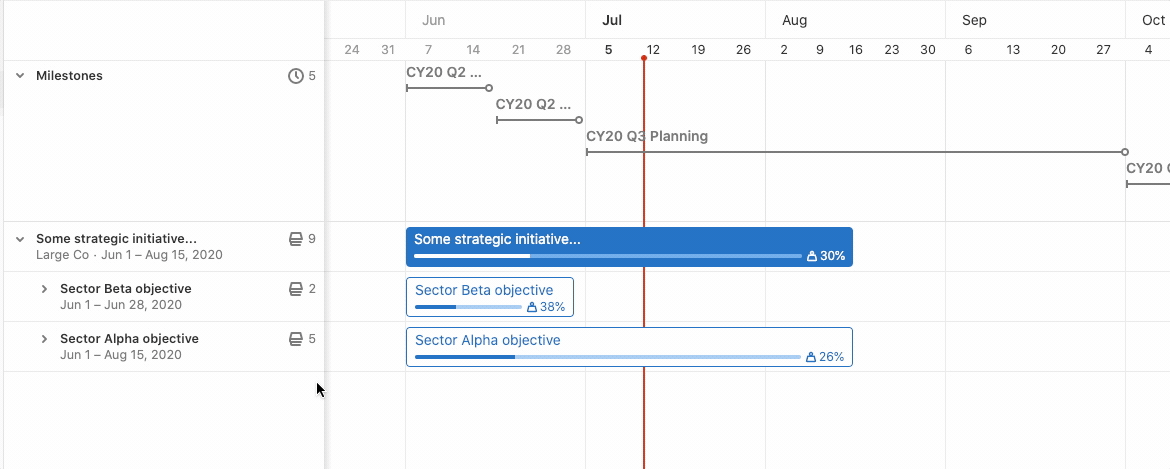 Jun Jul Aug Sep Oct
24 31 7 14 21 28 5 12 19 26 2 9 16 23 30 6 13 20 27 4
Milestones 5
CY20 Q2 ...
CY20 Q2 ...
CY20 Q3 Planning
CY20
Some strategic initiative... 9
Large Co · Jun 1 – Aug 15, 2020
Some strategic initiative...
30%
Sector Beta objective 2
Jun 1 – Jun 28, 2020
Sector Beta objective
38%
Sector Alpha objective 5
Jun 1 – Aug 15, 2020
Sector Alpha objective
26%